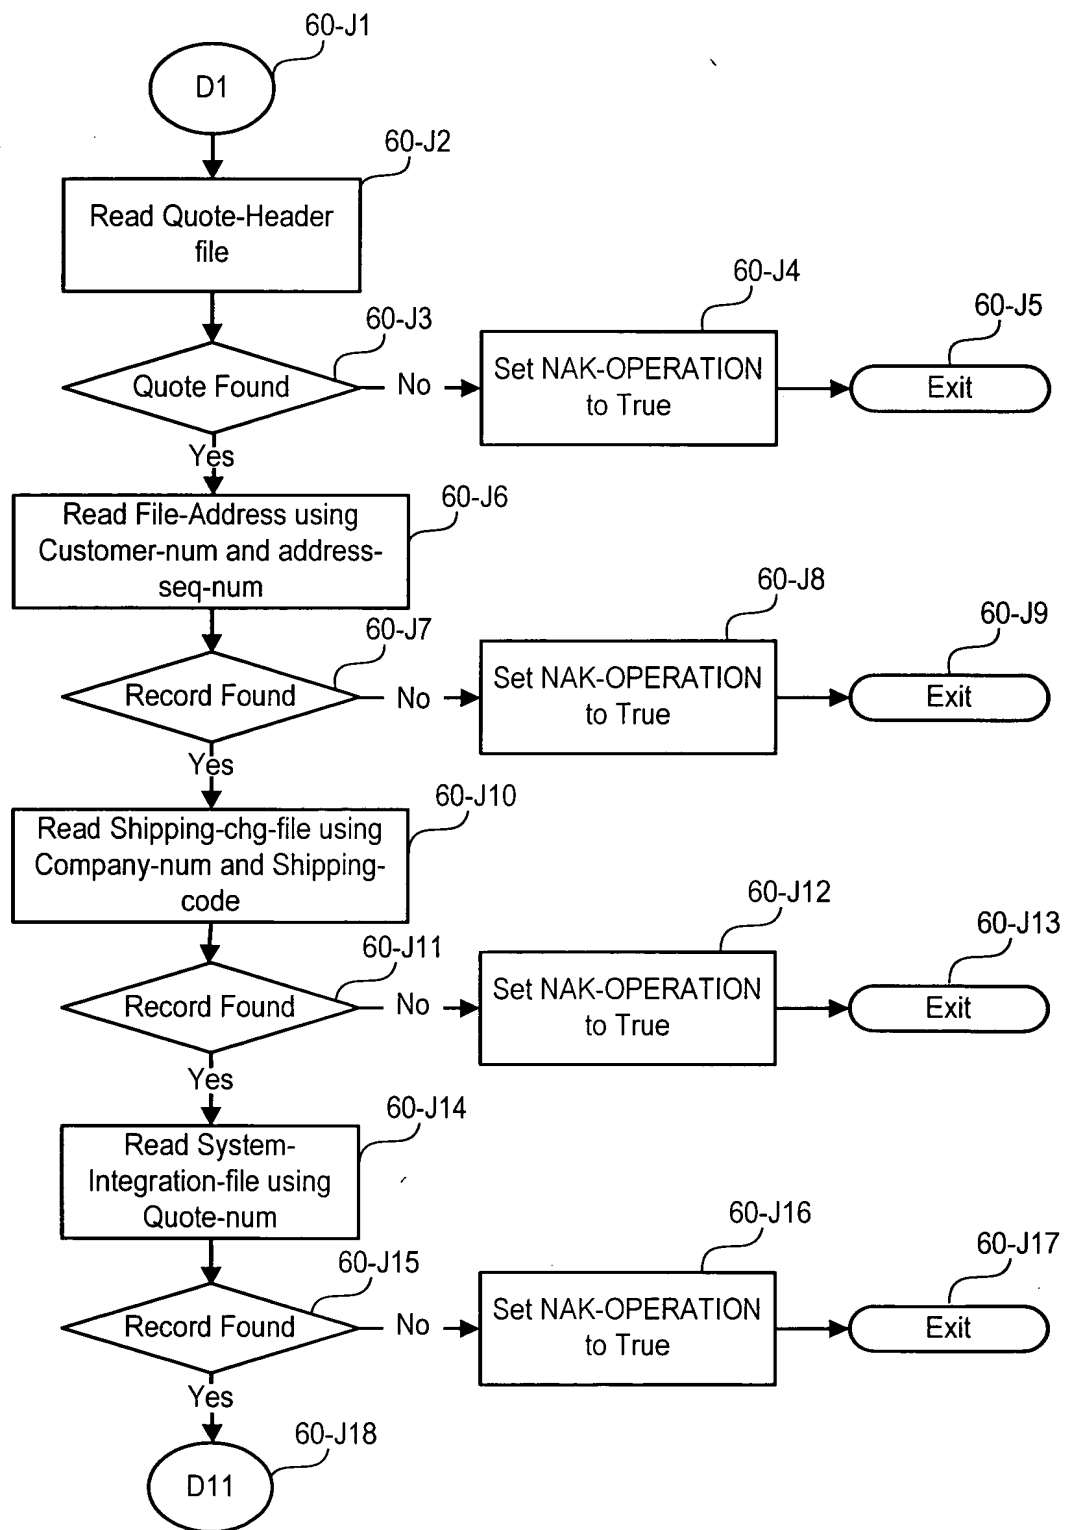 60-J1
D1
60-J2
Read Quote-Header
file
60-J3
Quote Found
No
60-J4
Set NAK-OPERATION
to True
60-J5
Exit
Yes
60-J6
Read File-Address using
Customer-num and address-
seq-num
60-J7
Record Found
No
60-J8
Set NAK-OPERATION
to True
60-J9
Exit
Yes
60-J10
Read Shipping-chg-file using
Company-num and Shipping-
code
60-J11
Record Found
No
60-J12
Set NAK-OPERATION
to True
60-J13
Exit
Yes
60-J14
Read System-
Integration-file using
Quote-num
60-J15
Record Found
No
60-J16
Set NAK-OPERATION
to True
60-J17
Exit
Yes
60-J18
D11